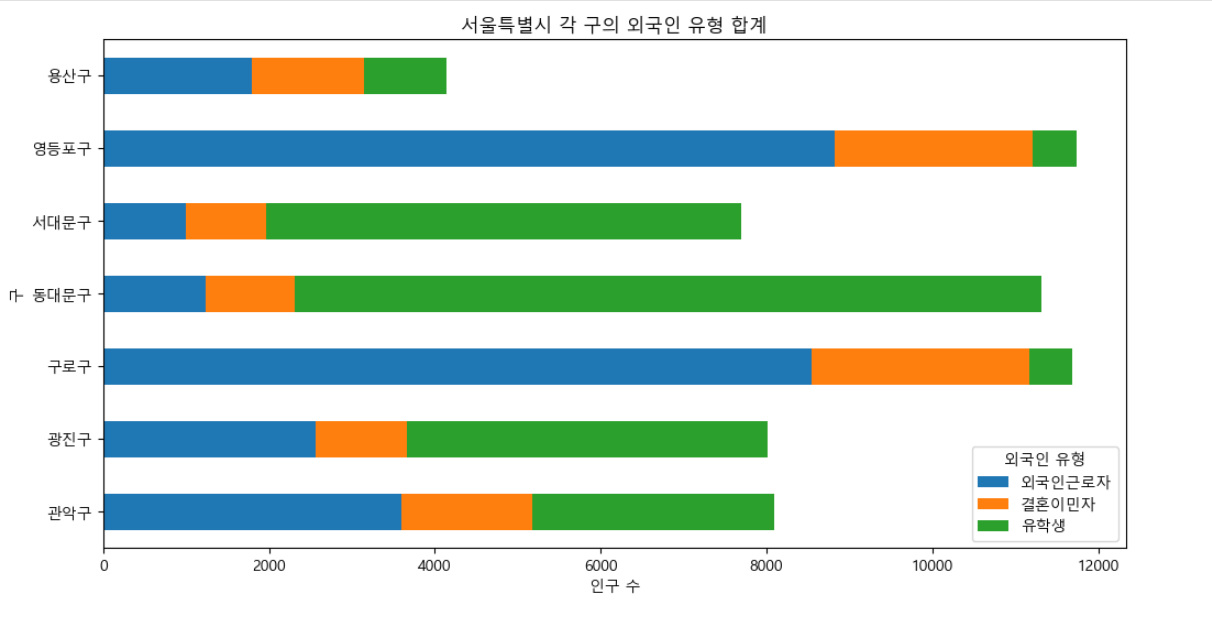 서울특별시 각 구의 외국인 유형 합계
용산구
영등포구
서대문구
구 동대문구
구로구
광진구
관악구
외국인 유형
외국인근로자
결혼이민자
유학생
0 2000 4000 6000 8000 10000 12000
인구 수